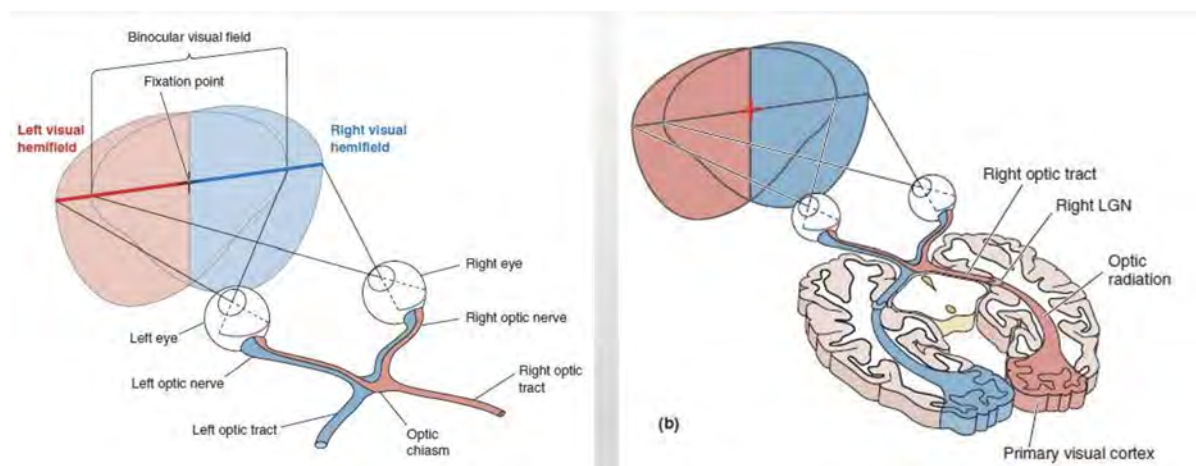 Binocular visual field
Fixation point
Left visual
hemifield
Right visual
hemifield
Right eye
Right optic nerve
Left eye
Left optic nerve
Right optic
tract
Left optic tract
Optic
chiasm
Right optic tract
Right LGN
Optic
radiation
(b)
Primary visual cortex